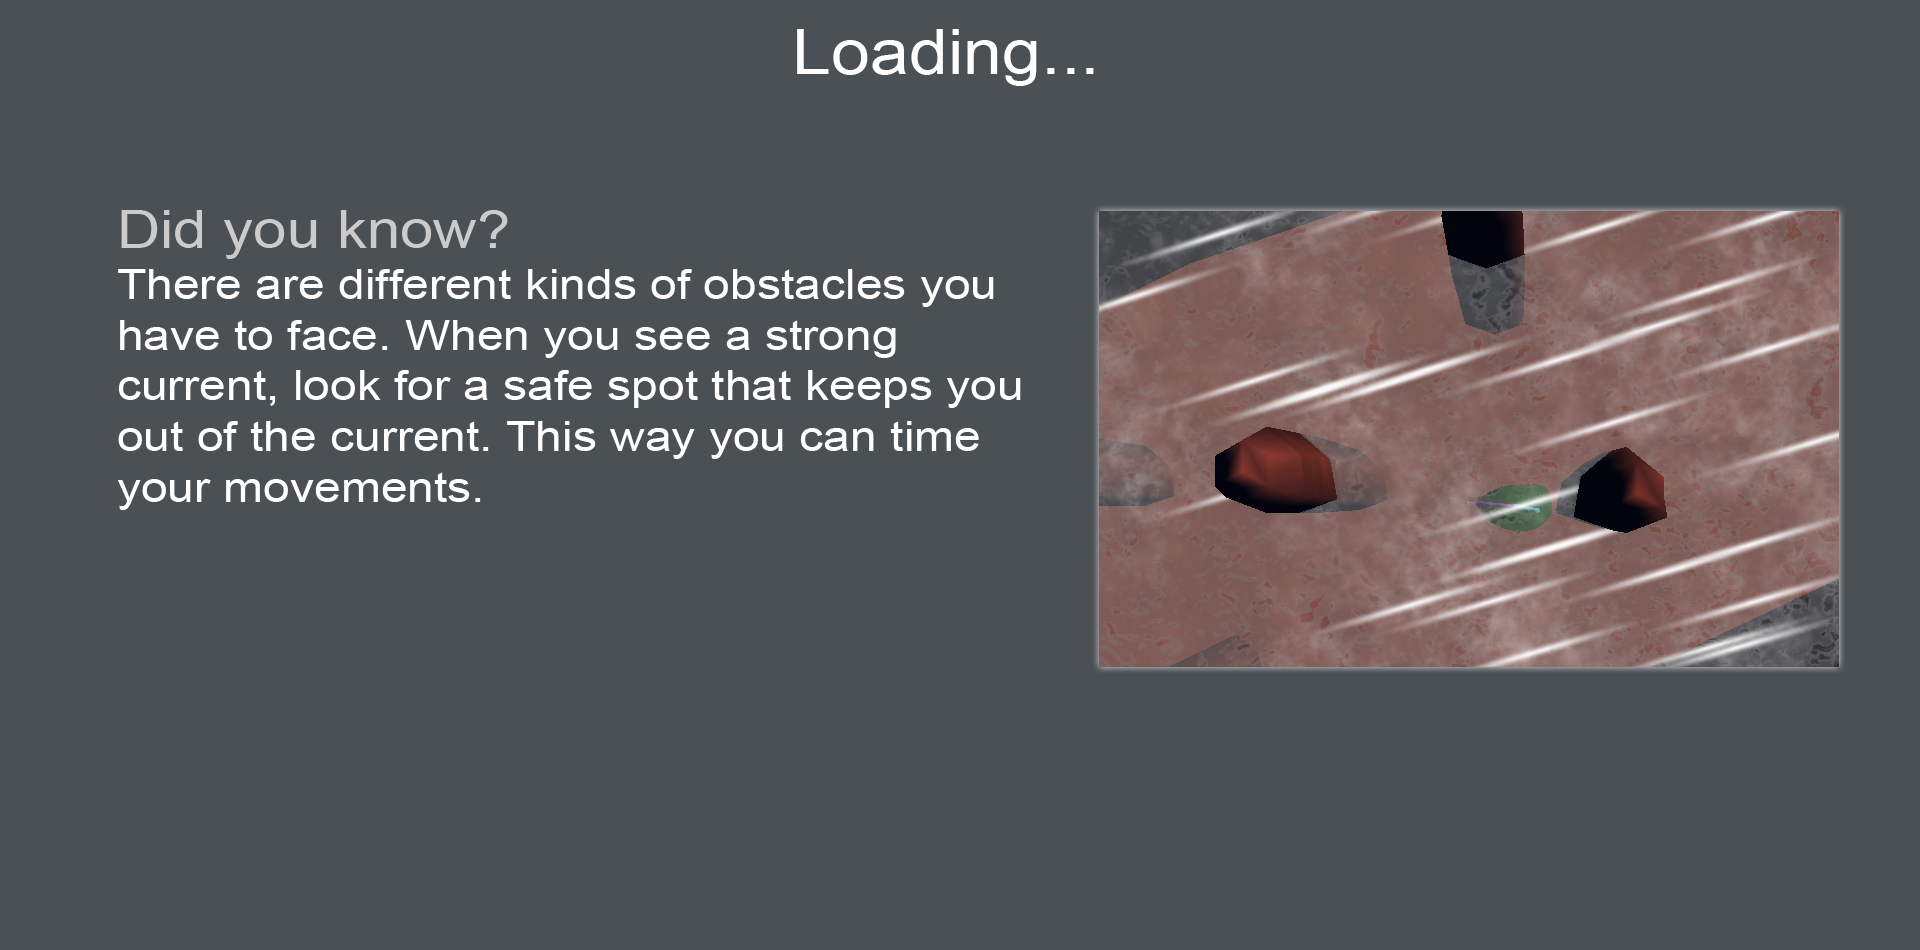 Loading...
Did you know?
There are different kinds of obstacles you
have to face. When you see a strong
current, look for a safe spot that keeps you
out of the current. This way you can time
your movements.